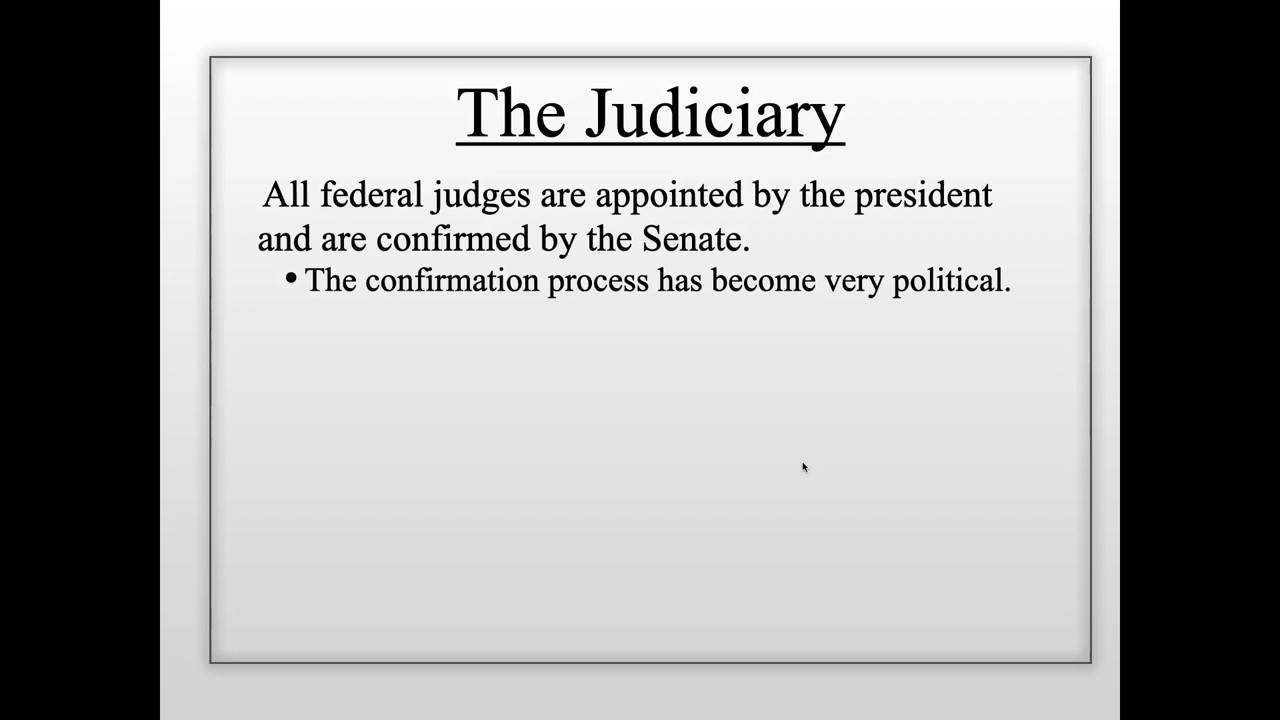 The Judiciary
All federal judges are appointed by the president
and are confirmed by the Senate.
• The confirmation process has become very political.